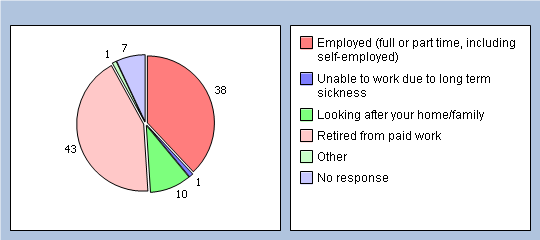 7
1
38
43
1
10
Employed (full or part time, including
self-employed)
Unable to work due to long term
sickness
Looking after your home/family
Retired from paid work
Other
No response